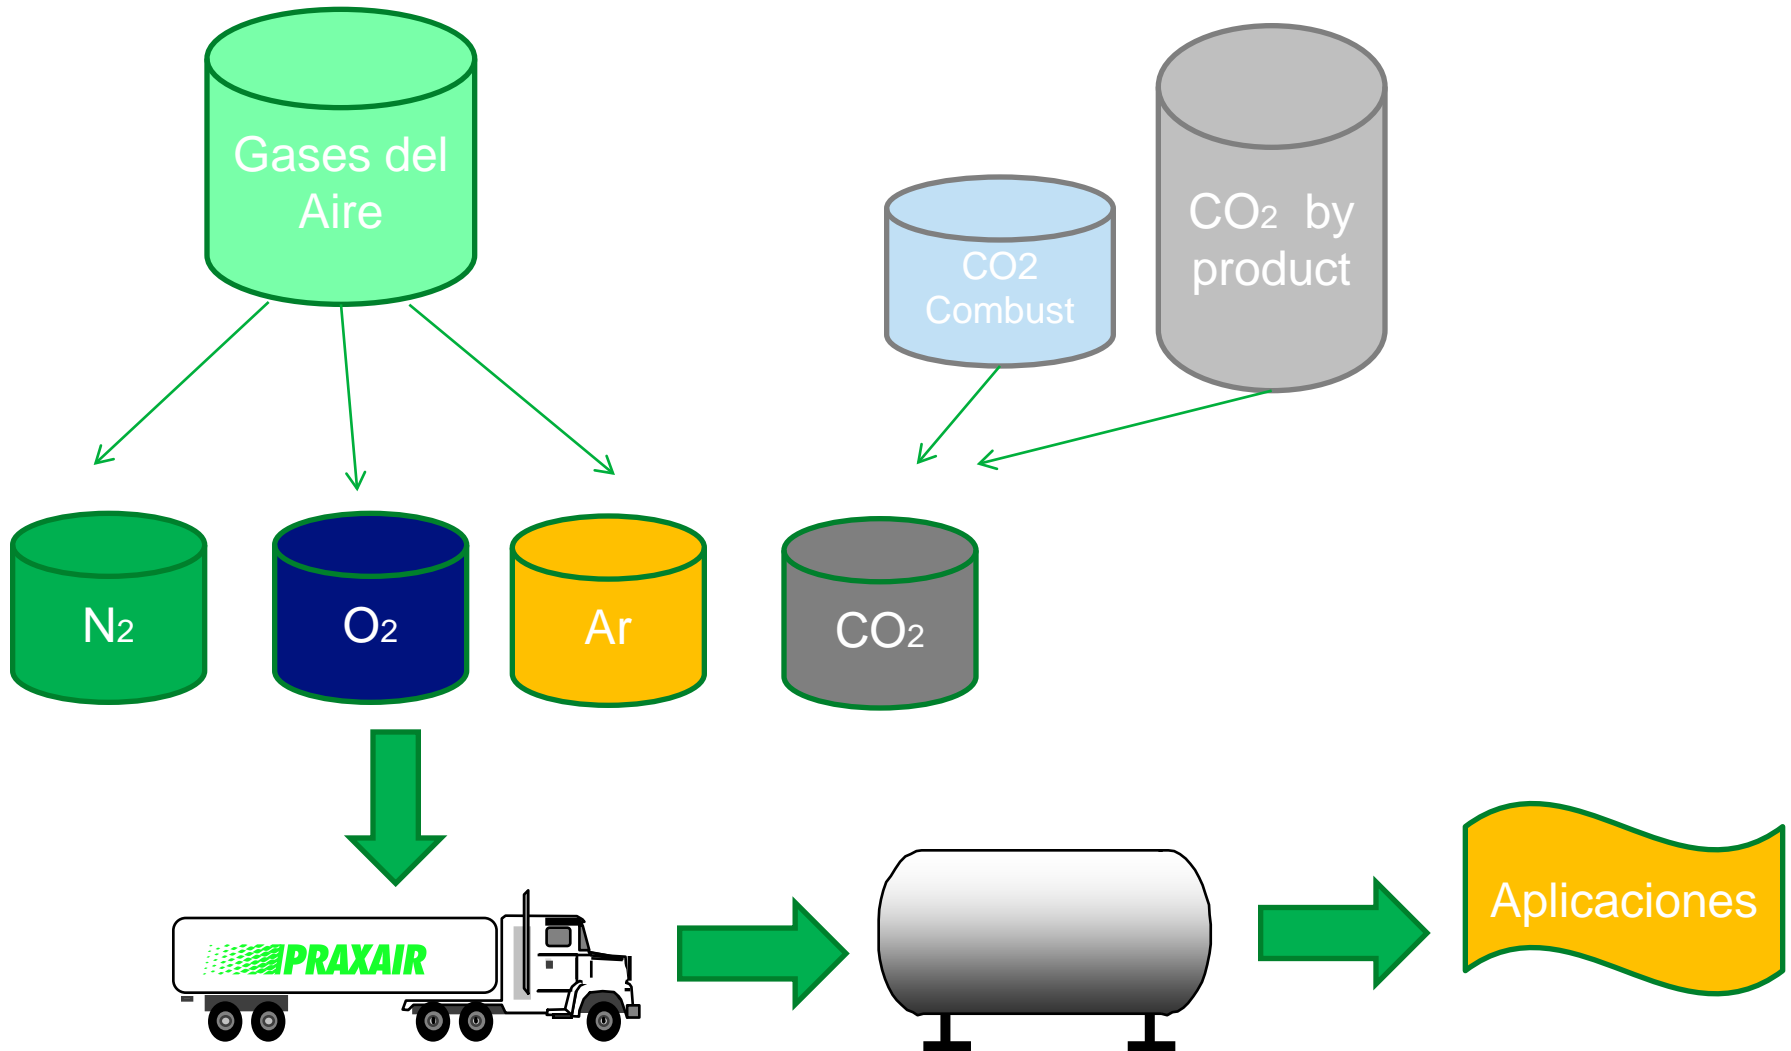 Gases del
Aire
CO2
Combust
CO₂ by
product
N₂
O₂
Ar
CO₂
PRAXAIR
Aplicaciones